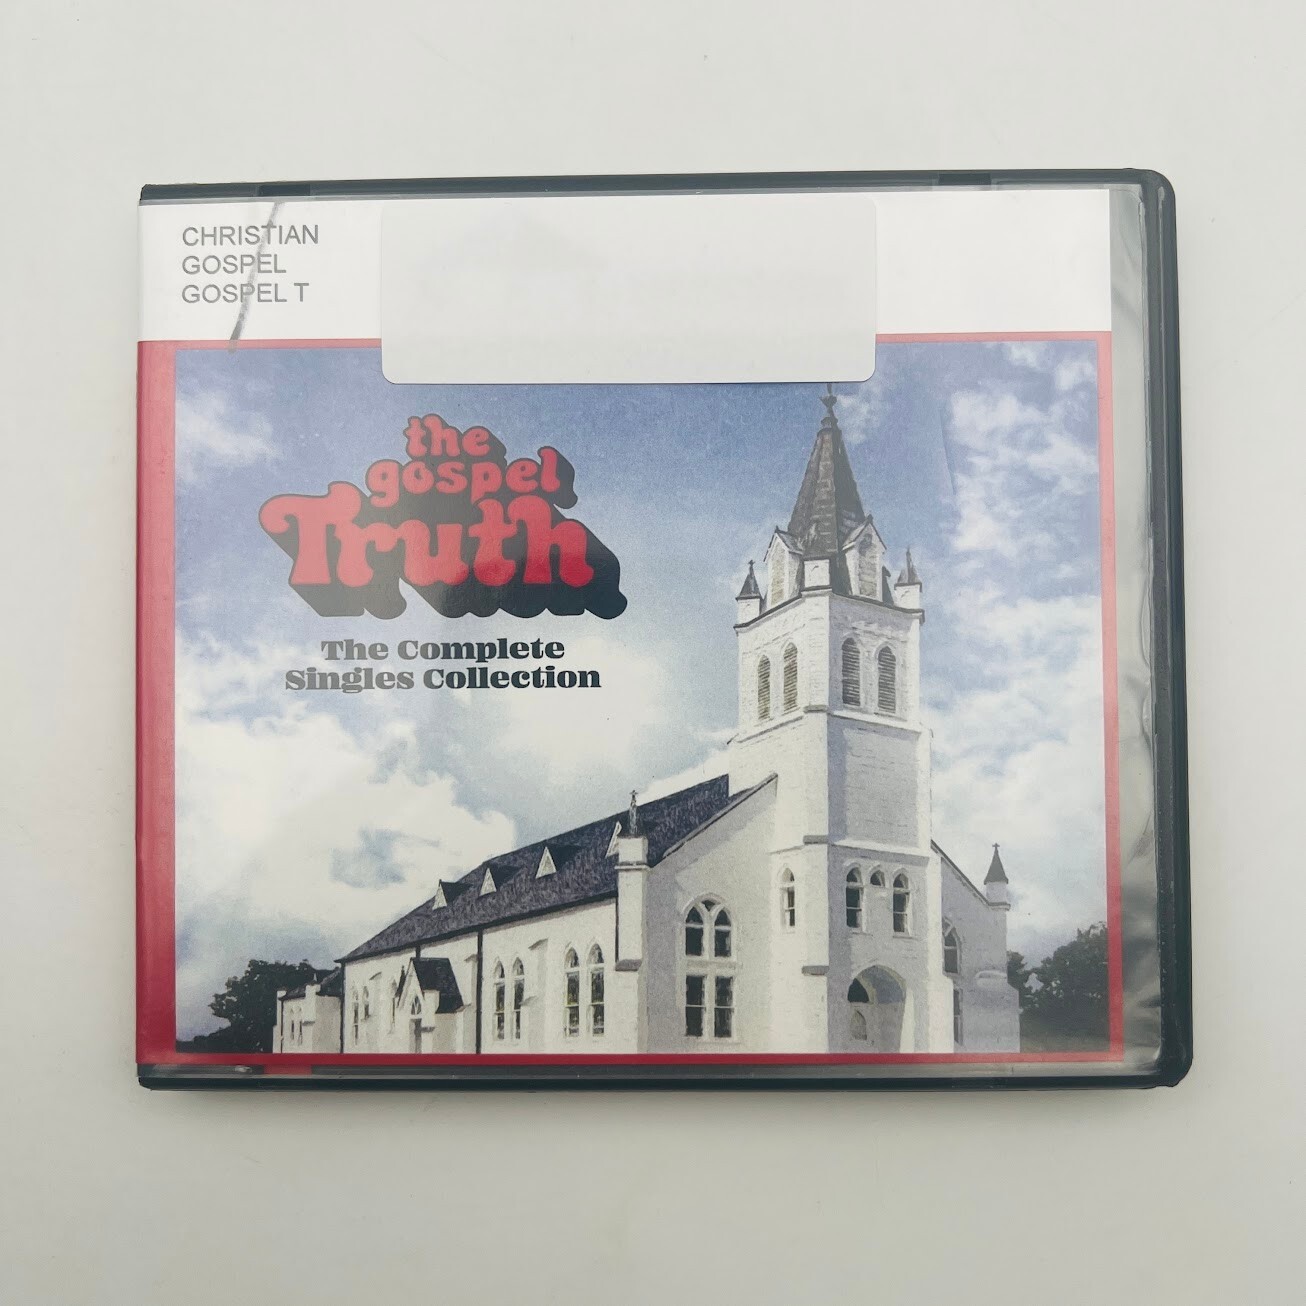 CHRISTIAN
GOSPEL
GOSPEL T
the
gospel
Truth
The Complete
Singles Collection